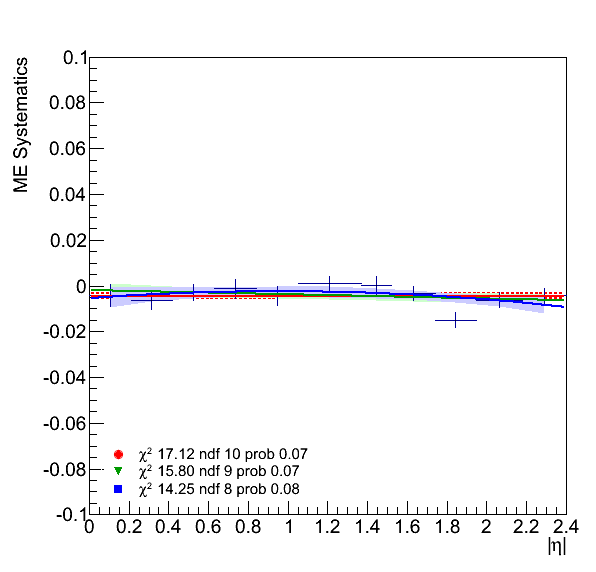 ME Systematics
0.1
0.08
0.06
0.04
0.02
0
-0.02
-0.04
-0.06
-0.08
-0.1
χ² 17.12 ndf 10 prob 0.07
χ² 15.80 ndf 9 prob 0.07
χ² 14.25 ndf 8 prob 0.08
0 0.2 0.4 0.6 0.8 1 1.2 1.4 1.6 1.8 2 2.2 2.4
|η|